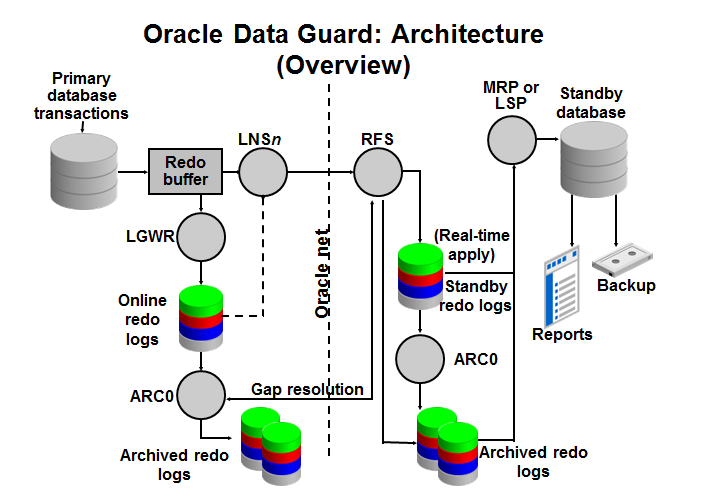 Oracle Data Guard: Architecture
(Overview)
Primary
database
transactions
MRP or
LSP
Standby
database
LNSn
RFS
Redo
buffer
LGWR
Oracle net
(Real-time
apply)
Standby
redo logs
Online
redo
logs
Backup
Reports
ARC0
Gap resolution
ARC0
Archived redo
logs
Archived redo
logs